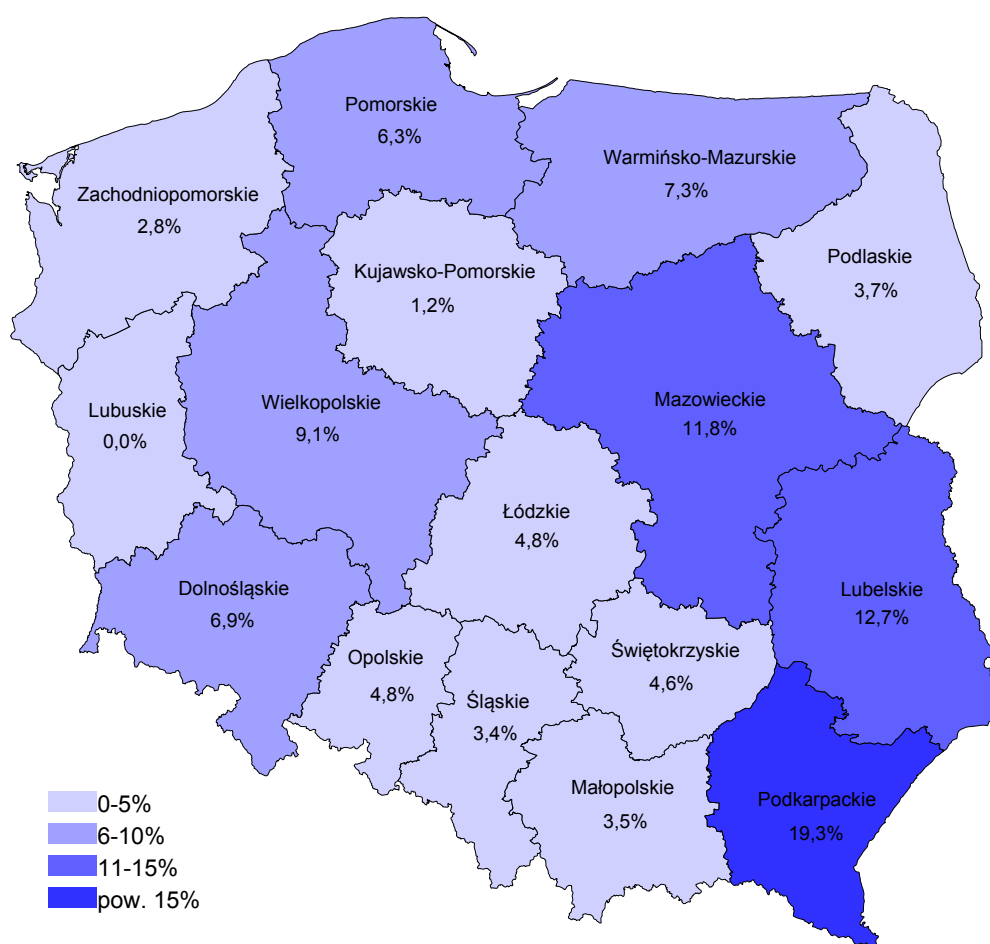 Pomorskie
6,3%
Warmińsko-Mazurskie
7,3%
Zachodniopomorskie
2,8%
Kujawsko-Pomorskie
1,2%
Podlaskie
3,7%
Lubuskie
0,0%
Wielkopolskie
9,1%
Mazowieckie
11,8%
Łódzkie
4,8%
Dolnośląskie
6,9%
Lubelskie
12,7%
Opolskie
4,8%
Śląskie
3,4%
Świętokrzyskie
4,6%
Małopolskie
3,5%
Podkarpackie
19,3%
0-5%
6-10%
11-15%
pow. 15%